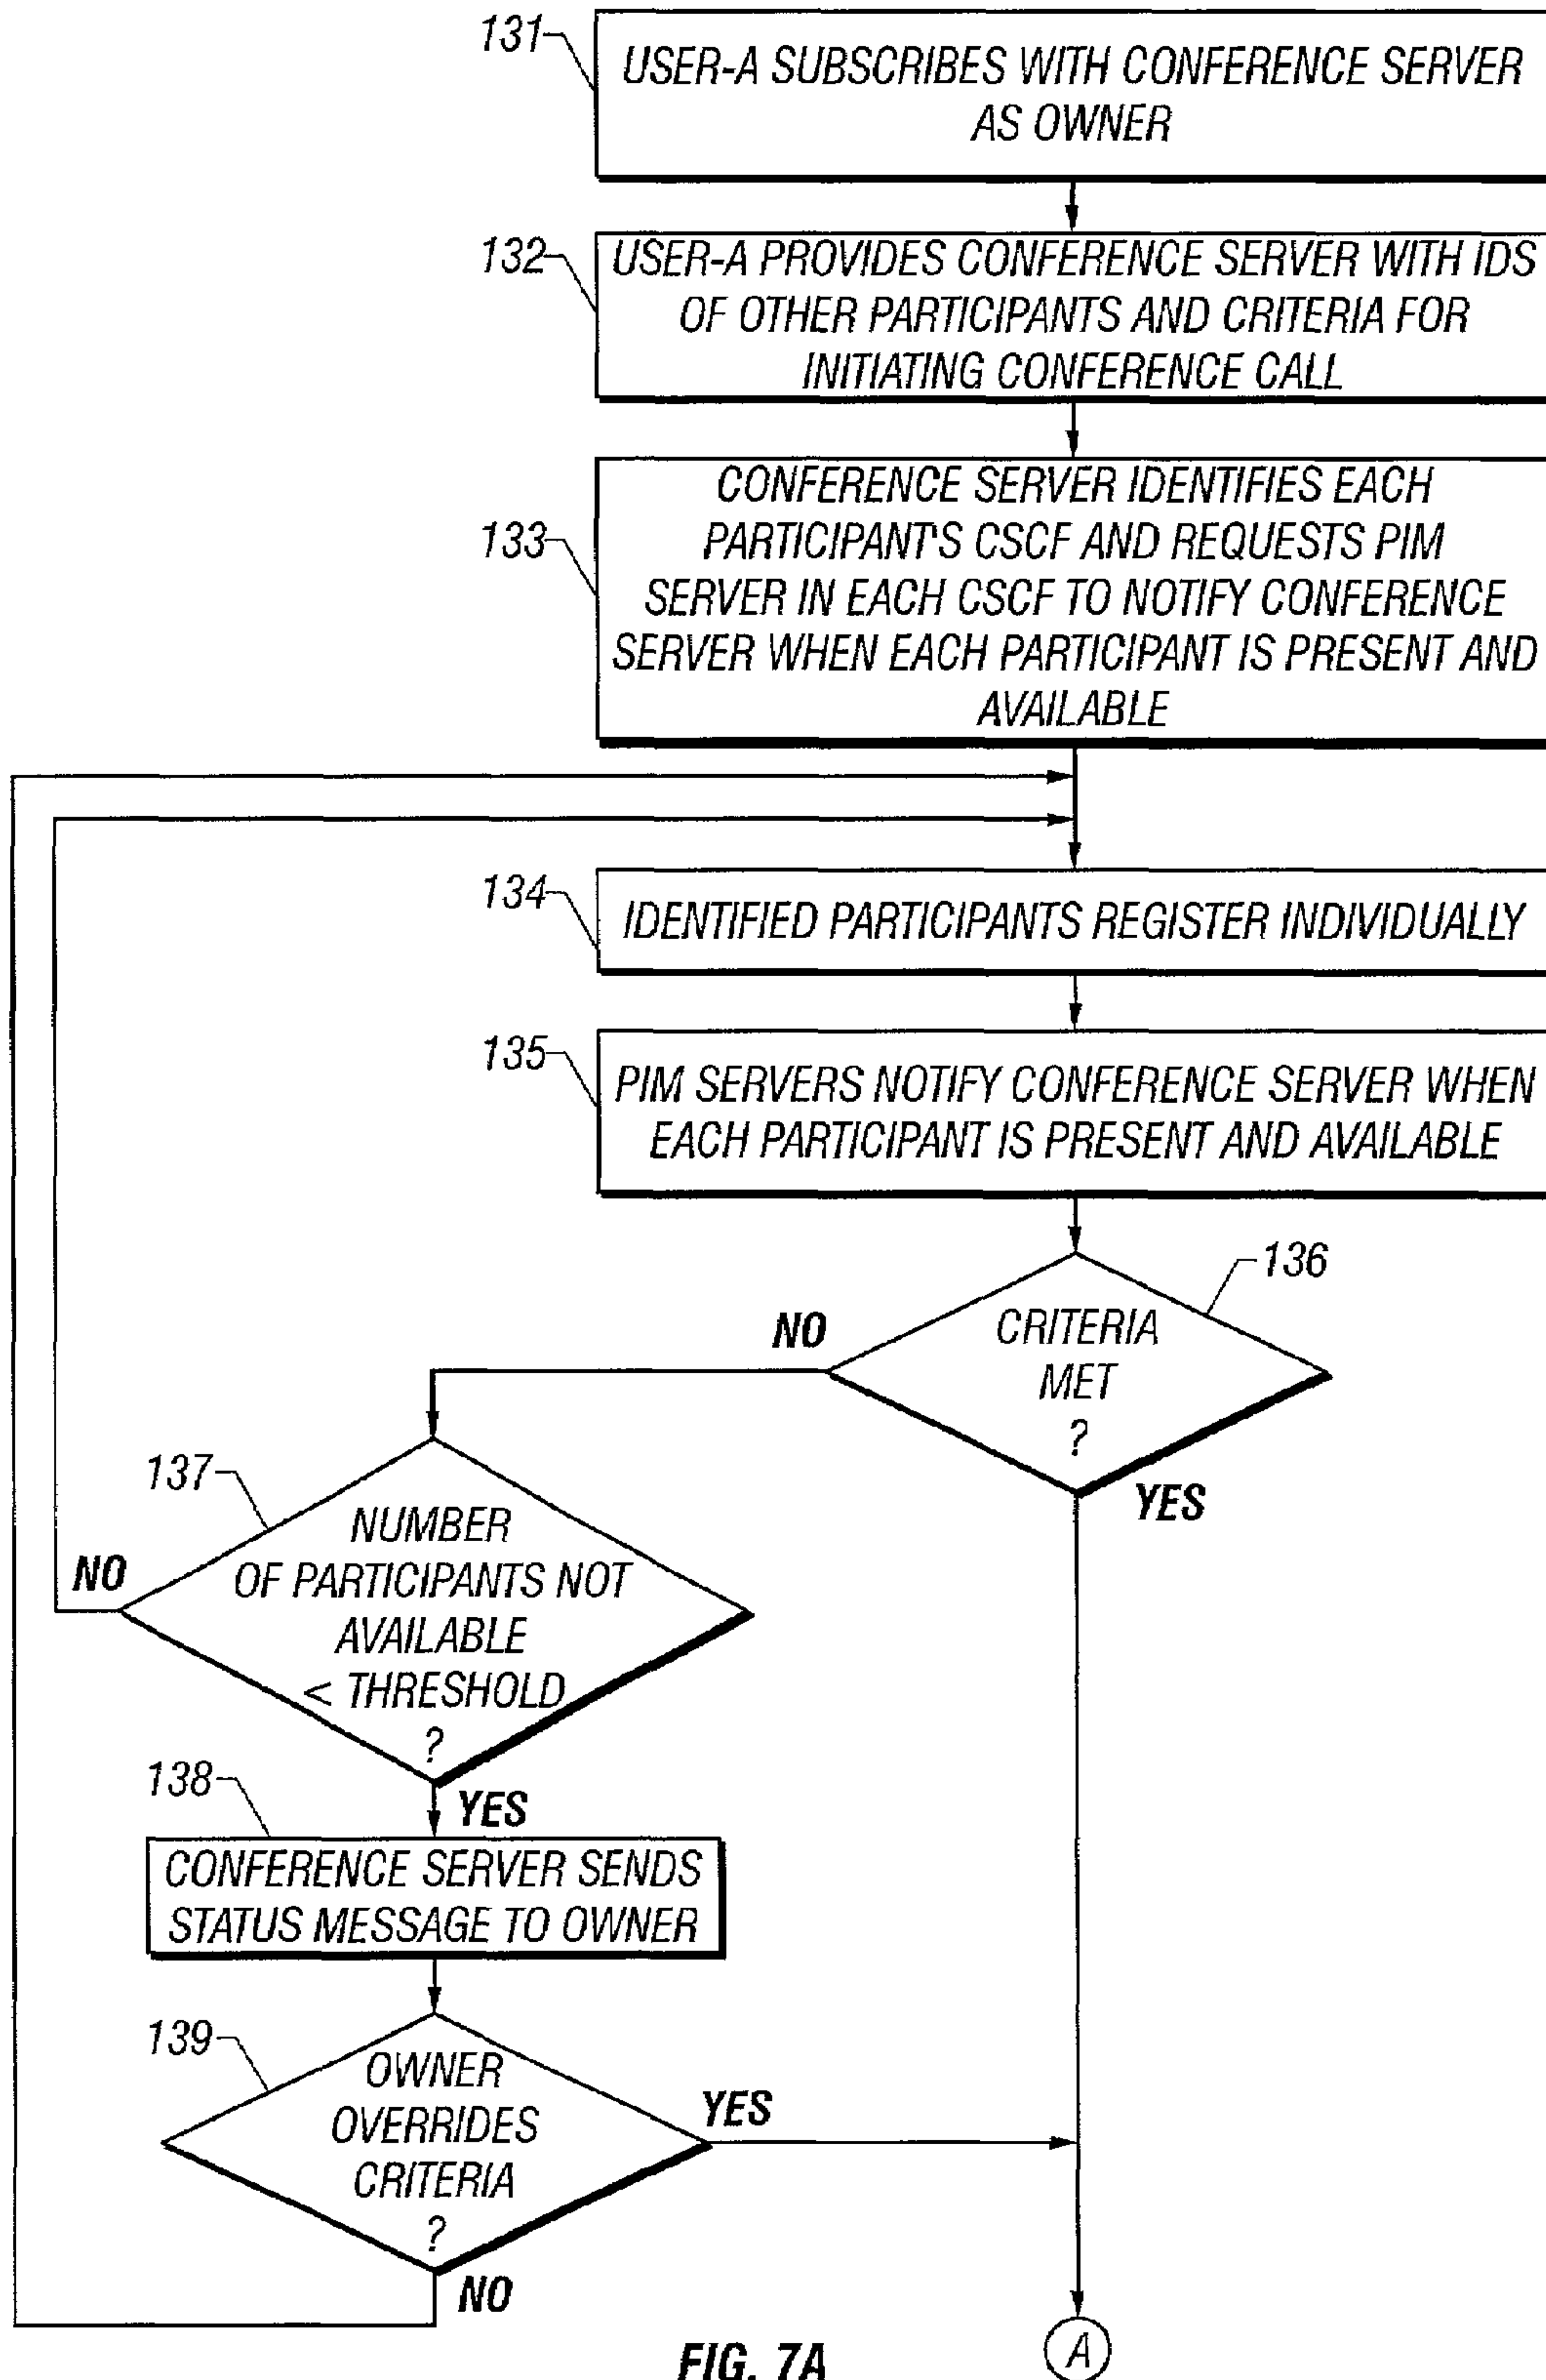 131
USER-A SUBSCRIBES WITH CONFERENCE SERVER
AS OWNER
132
USER-A PROVIDES CONFERENCE SERVER WITH IDS
OF OTHER PARTICIPANTS AND CRITERIA FOR
INITIATING CONFERENCE CALL
133
CONFERENCE SERVER IDENTIFIES EACH
PARTICIPANT'S CSCF AND REQUESTS PIM
SERVER IN EACH CSCF TO NOTIFY CONFERENCE
SERVER WHEN EACH PARTICIPANT IS PRESENT AND
AVAILABLE
134
IDENTIFIED PARTICIPANTS REGISTER INDIVIDUALLY
135
PIM SERVERS NOTIFY CONFERENCE SERVER WHEN
EACH PARTICIPANT IS PRESENT AND AVAILABLE
136
CRITERIA
MET
?
NO
YES
137
NUMBER
OF PARTICIPANTS NOT
AVAILABLE
< THRESHOLD
?
NO
YES
138
CONFERENCE SERVER SENDS
STATUS MESSAGE TO OWNER
139
OWNER
OVERRIDES
CRITERIA
?
YES
NO
A
FIG. 7A